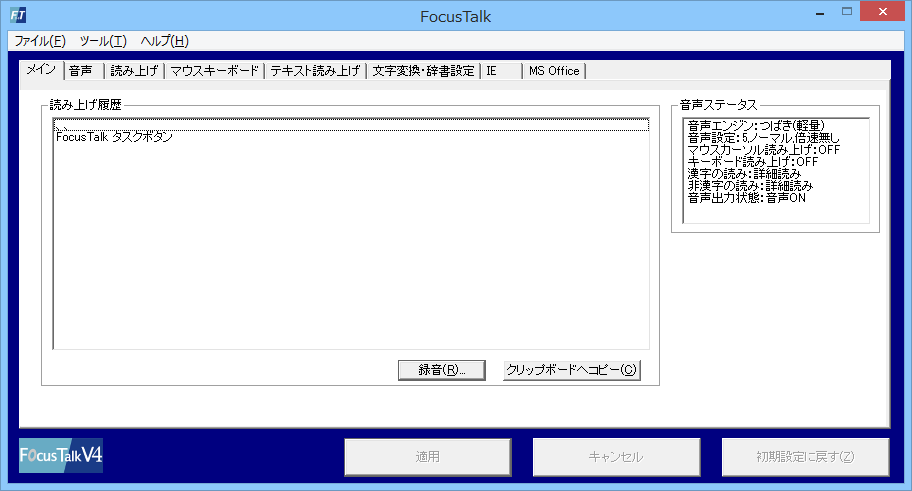 FT
FocusTalk
ファイル(F) ツール(T) ヘルプ(H)
メイン 音声 読み上げ マウスキーボード テキスト読み上げ 文字変換・辞書設定 IE MS Office
読み上げ履歴
、、
FocusTalk タスクボタン
録音(R)... クリップボードへコピー(C)
音声ステータス
音声エンジン：つばき(軽量)
音声設定：5,ノーマル,倍速無し
マウスカーソル読み上げ：OFF
キーボード読み上げ：OFF
漢字の読み：詳細読み
非漢字の読み：詳細読み
音声出力状態：音声ON
FocusTalkV4
適用 キャンセル 初期設定に戻す(Z)